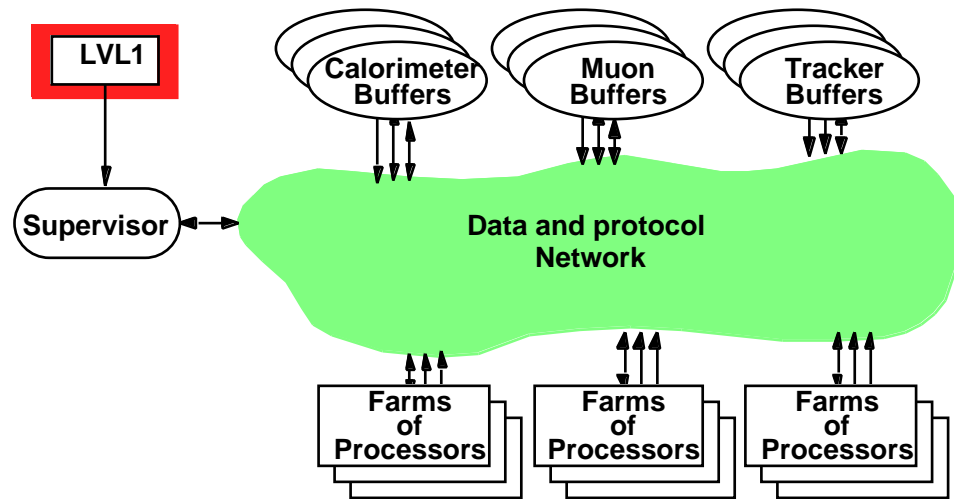 LVL1
Calorimeter
Buffers
Muon
Buffers
Tracker
Buffers
Supervisor
Data and protocol
Network
Farms
of
Processors
Farms
of
Processors
Farms
of
Processors